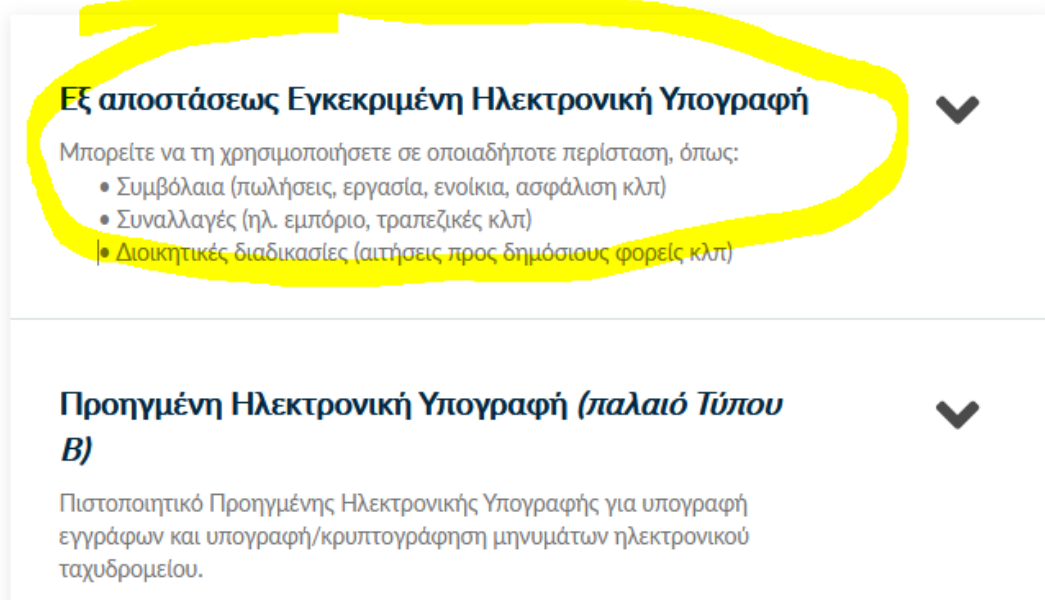 Εξ αποστάσεως Εγκεκριμένη Ηλεκτρονική Υπογραφή
Μπορείτε να τη χρησιμοποιήσετε σε οποιαδήποτε περίσταση, όπως:
• Συμβόλαια (πωλήσεις, εργασία, ενοίκια, ασφάλιση κλπ)
• Συναλλαγές (ηλ. εμπόριο, τραπεζικές κλπ)
• Διοικητικές διαδικασίες (αιτήσεις προς δημόσιους φορείς κλπ)
Προηγμένη Ηλεκτρονική Υπογραφή (παλαιό Τύπου
Β)
Πιστοποιητικό Προηγμένης Ηλεκτρονικής Υπογραφής για υπογραφή
εγγράφων και υπογραφή/κρυπτογράφηση μηνυμάτων ηλεκτρονικού
ταχυδρομείου.